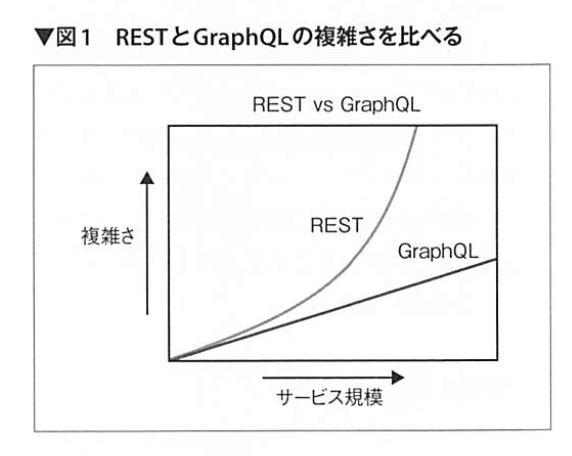 ▼図1　RESTとGraphQLの複雑さを比べる
REST vs GraphQL
REST
GraphQL
複雑さ
サービス規模